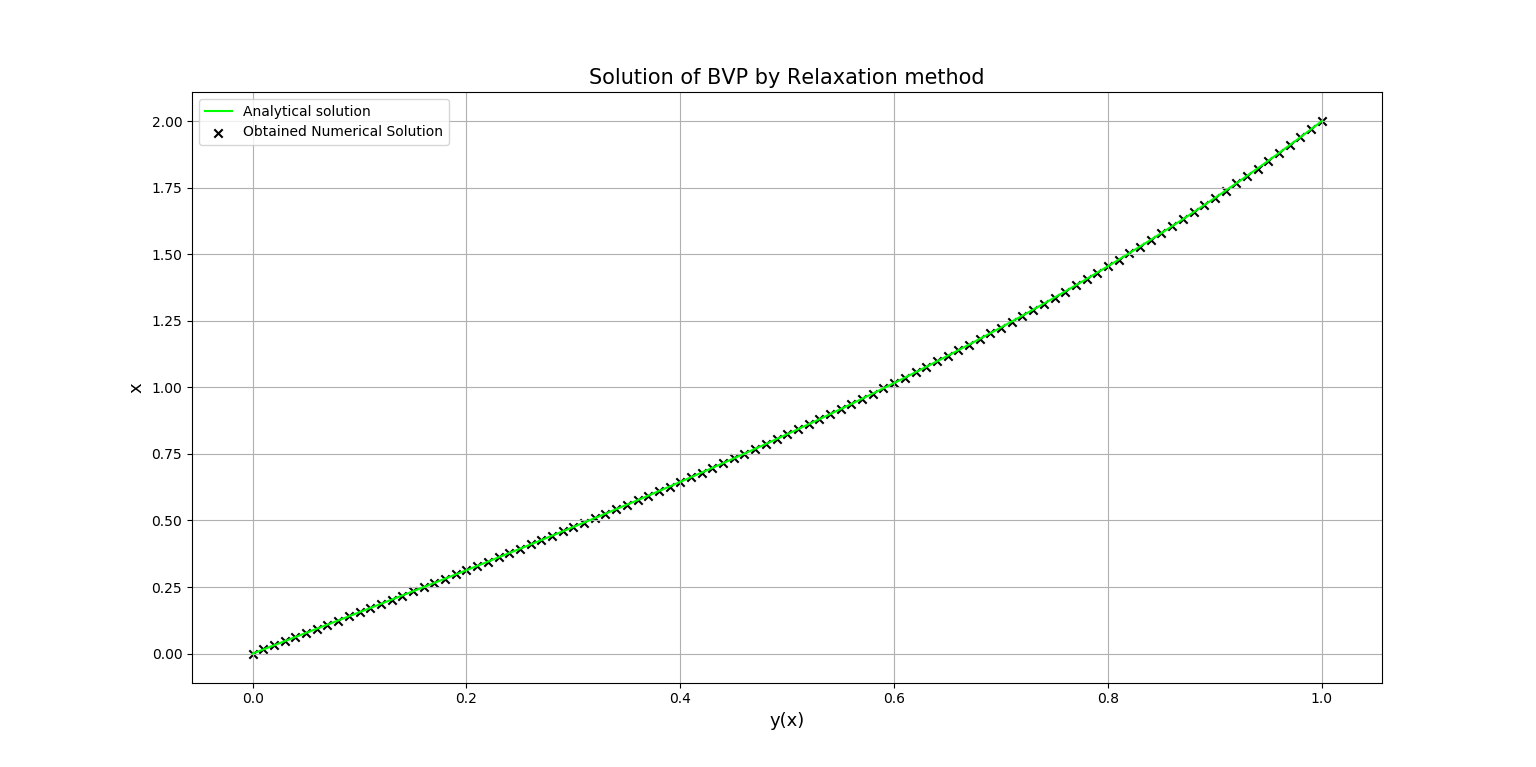 Solution of BVP by Relaxation method
Analytical solution
Obtained Numerical Solution
2.00
1.75
1.50
1.25
1.00
0.75
0.50
0.25
0.00
x
0.0 0.2 0.4 0.6 0.8 1.0
y(x)